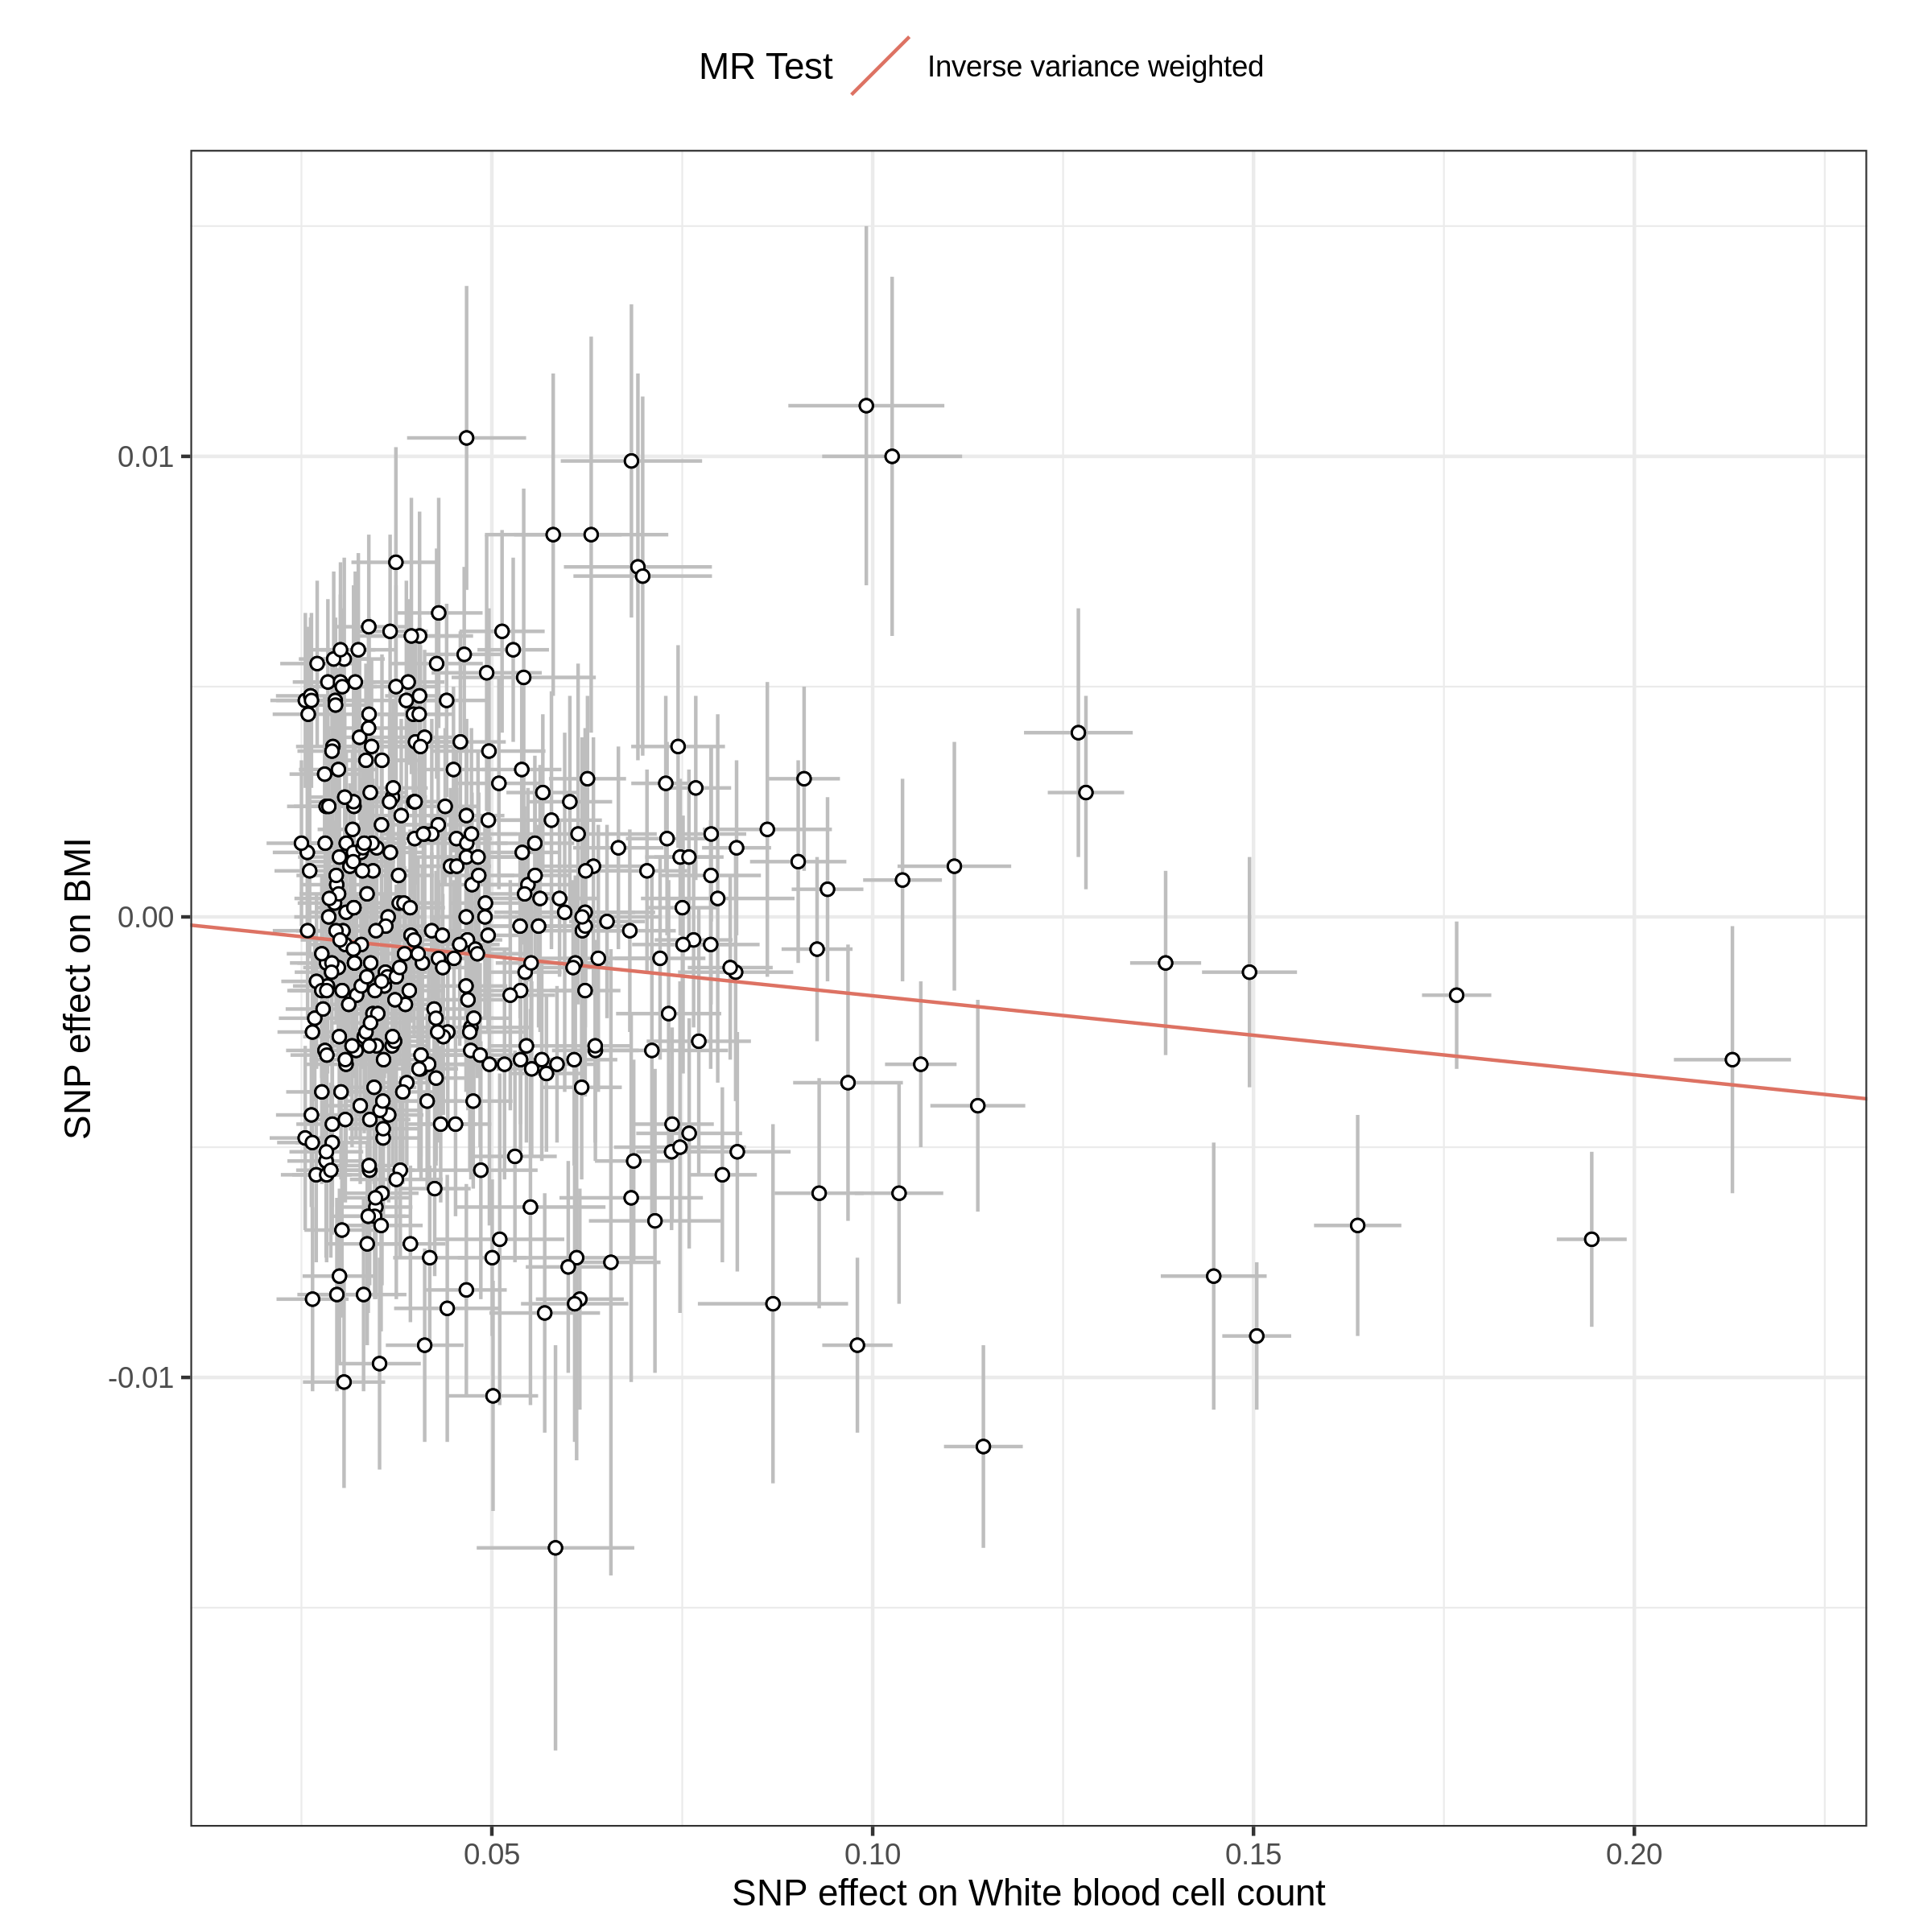 MR Test Inverse variance weighted
SNP effect on BMI
0.01
0.00
-0.01
0.05 0.10 0.15 0.20
SNP effect on White blood cell count